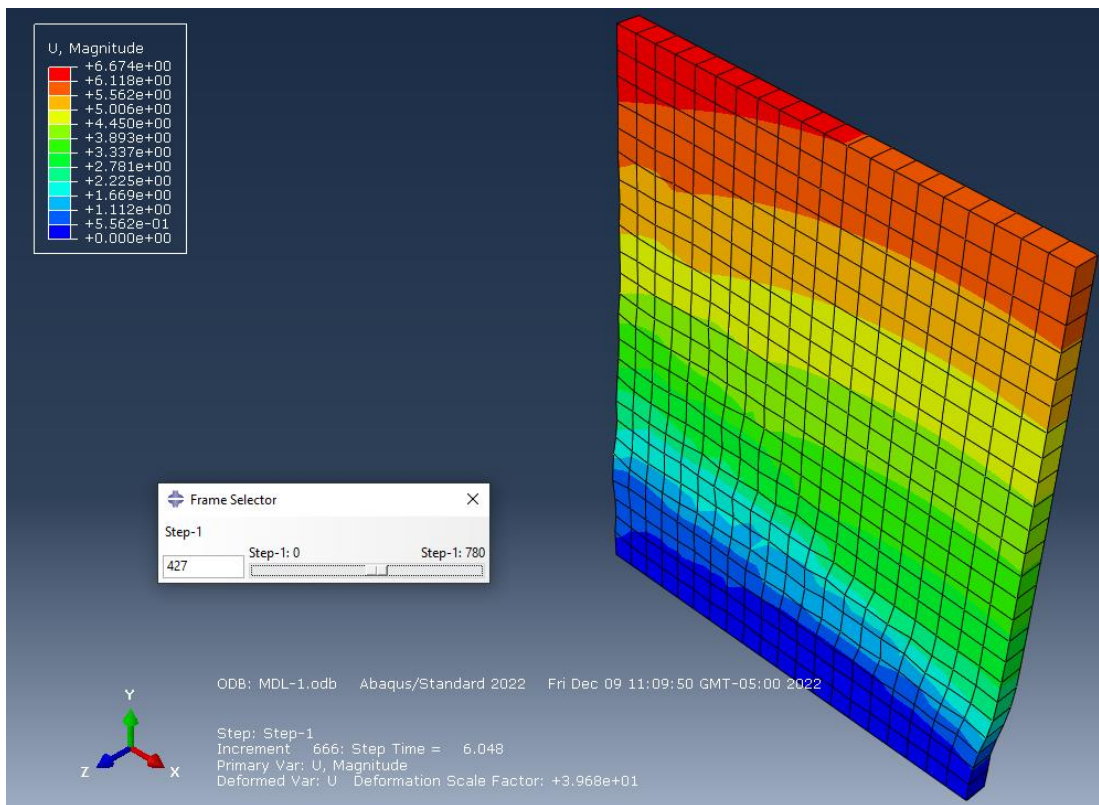 U, Magnitude
+6.674e+00
+6.118e+00
+5.562e+00
+5.006e+00
+4.450e+00
+3.893e+00
+3.337e+00
+2.781e+00
+2.225e+00
+1.669e+00
+1.112e+00
+5.562e-01
+0.000e+00
Frame Selector
Step-1
Step-1: 0 Step-1: 780
427
ODB: MDL-1.odb Abaqus/Standard 2022 Fri Dec 09 11:09:50 GMT-05:00 2022
Y
Z X
Step: Step-1
Increment 666: Step Time = 6.048
Primary Var: U, Magnitude
Deformed Var: U Deformation Scale Factor: +3.968e+01